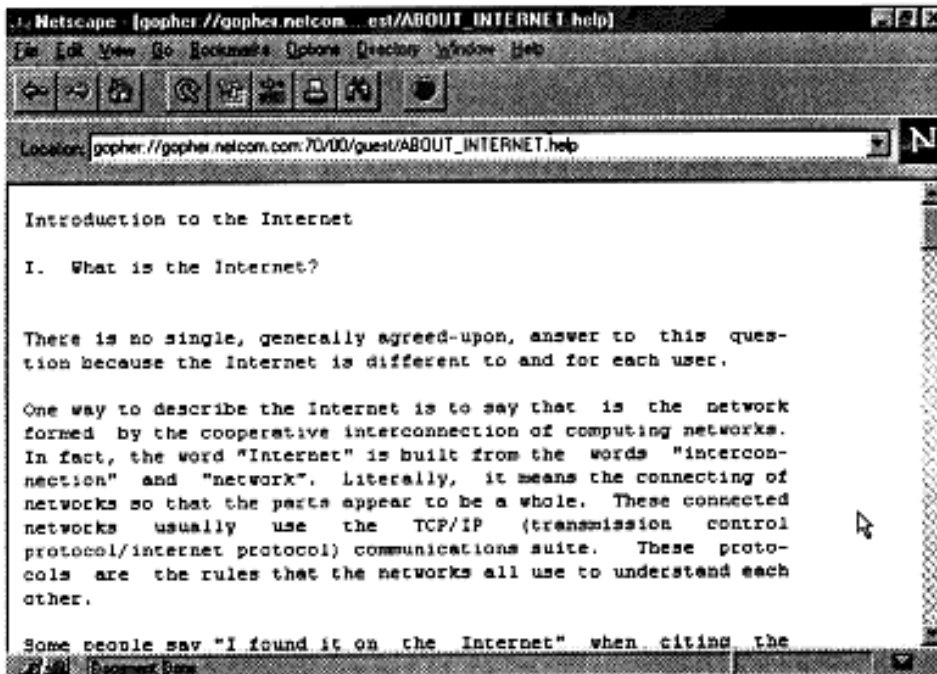 Netscape - [gopher://gopher.netcom....est/ABOUT_INTERNET.help]
File Edit View Go Bookmarks Options Directory Window Help
Location: gopher://gopher.netcom.com:70/00/guest/ABOUT_INTERNET.help
N
Introduction to the Internet
I. What is the Internet?
There is no single, generally agreed-upon, answer to this ques-
tion because the Internet is different to and for each user.
One way to describe the Internet is to say that is the network
formed by the cooperative interconnection of computing networks.
In fact, the word "Internet" is built from the words "intercon-
nection" and "network". Literally, it means the connecting of
networks so that the parts appear to be a whole. These connected
networks usually use the TCP/IP (transmission control
protocol/internet protocol) communications suite. These proto-
cols are the rules that the networks all use to understand each
other.
Some people say "I found it on the Internet" when citing the
Document Done